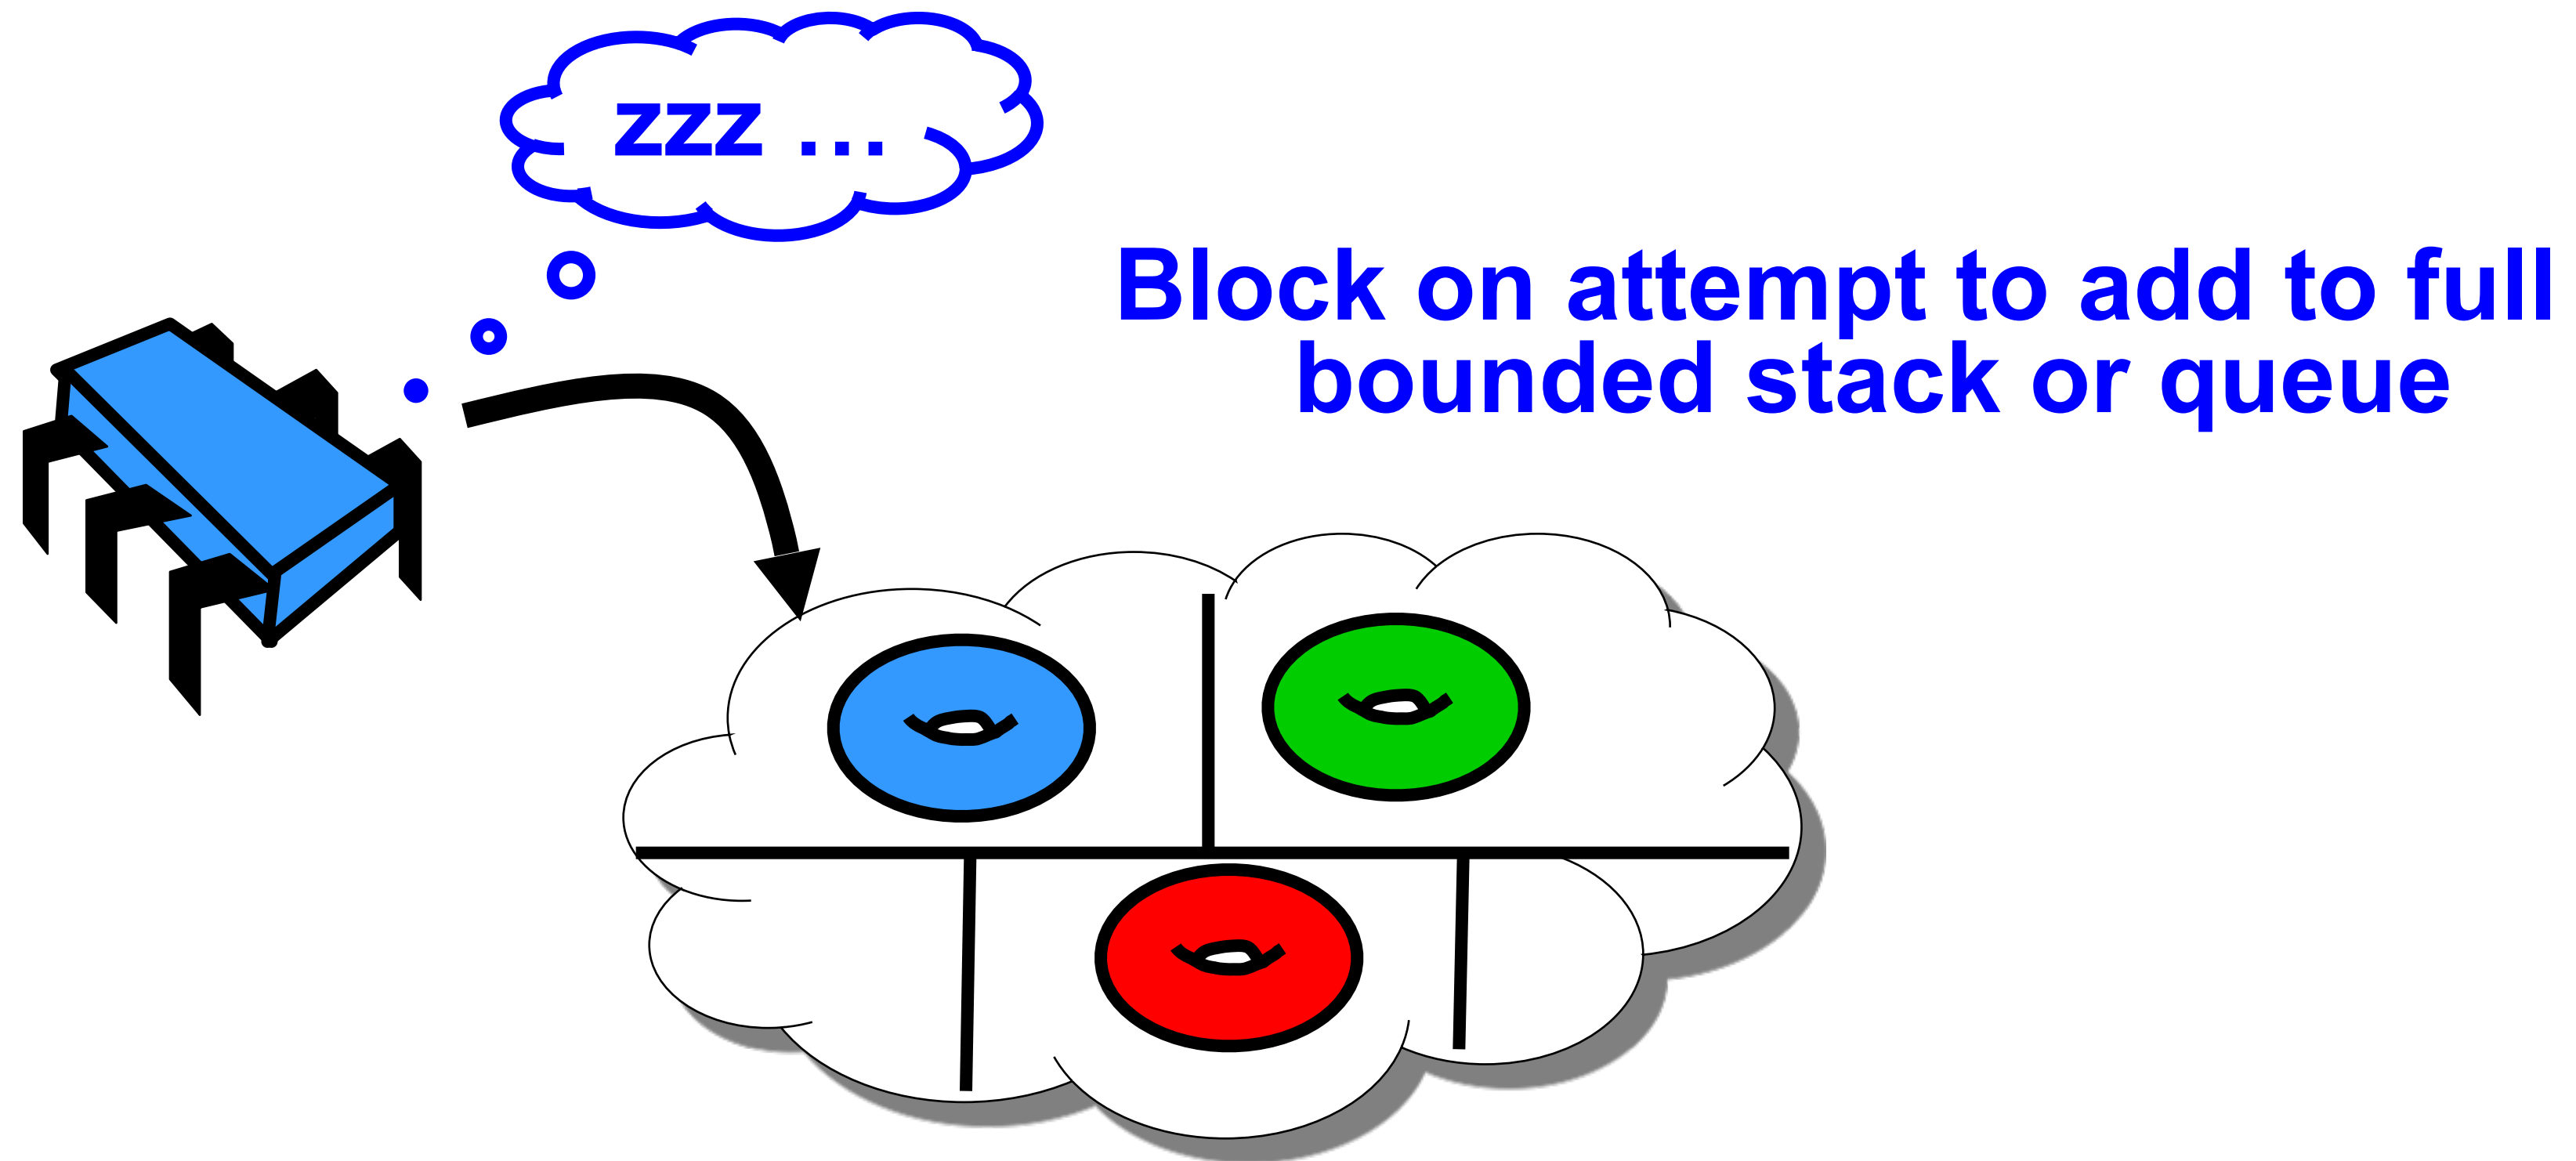 zzz …
Block on attempt to add to full
bounded stack or queue